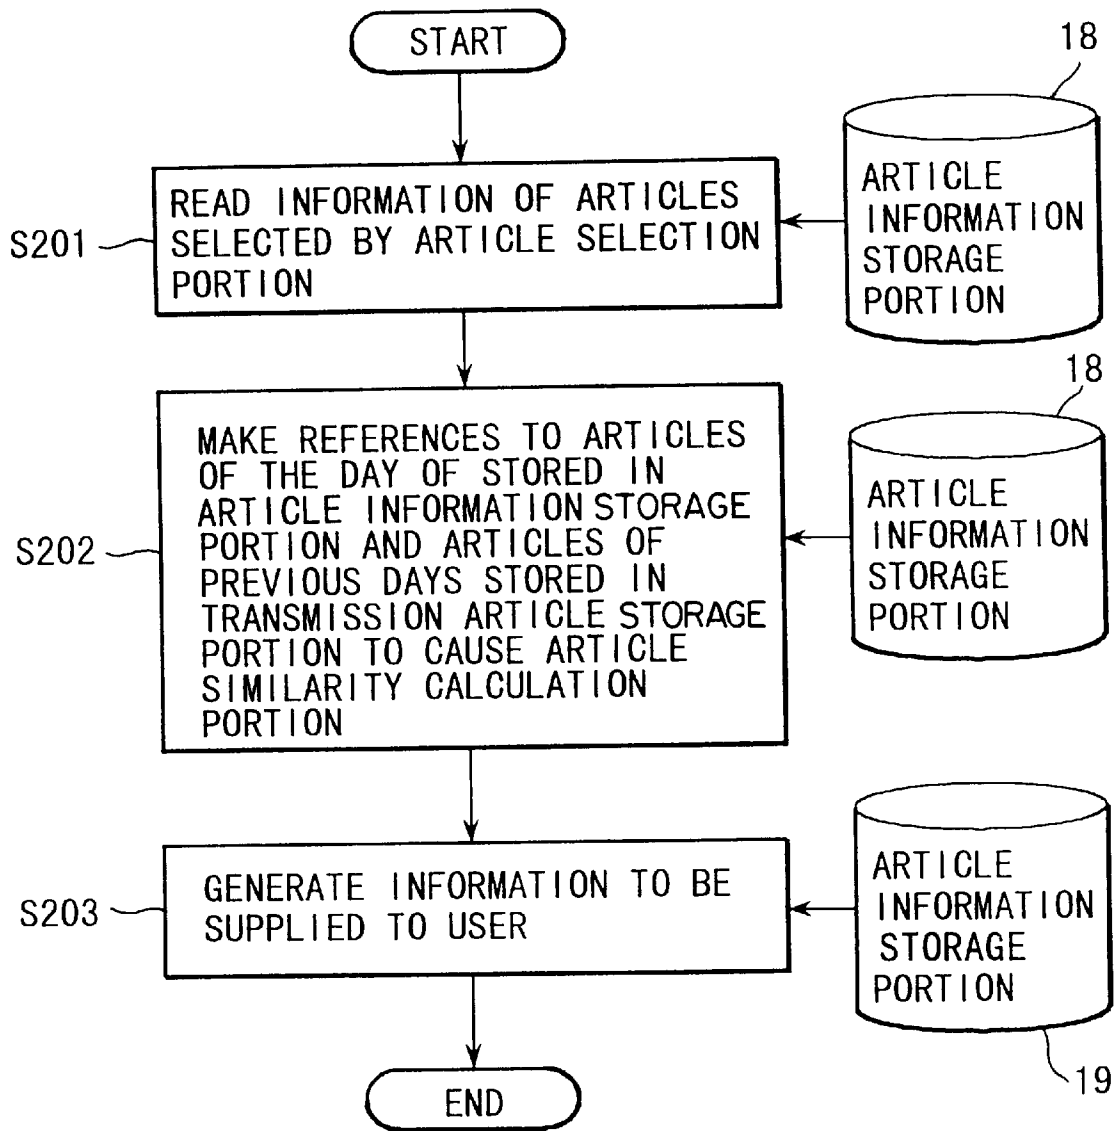 START
18
READ INFORMATION OF ARTICLES
SELECTED BY ARTICLE SELECTION
PORTION
S201
ARTICLE
INFORMATION
STORAGE
PORTION
18
MAKE REFERENCES TO ARTICLES
OF THE DAY OF STORED IN
ARTICLE INFORMATION STORAGE
PORTION AND ARTICLES OF
PREVIOUS DAYS STORED IN
TRANSMISSION ARTICLE STORAGE
PORTION TO CAUSE ARTICLE
SIMILARITY CALCULATION
PORTION
S202
ARTICLE
INFORMATION
STORAGE
PORTION
GENERATE INFORMATION TO BE
SUPPLIED TO USER
S203
ARTICLE
INFORMATION
STORAGE
PORTION
19
END